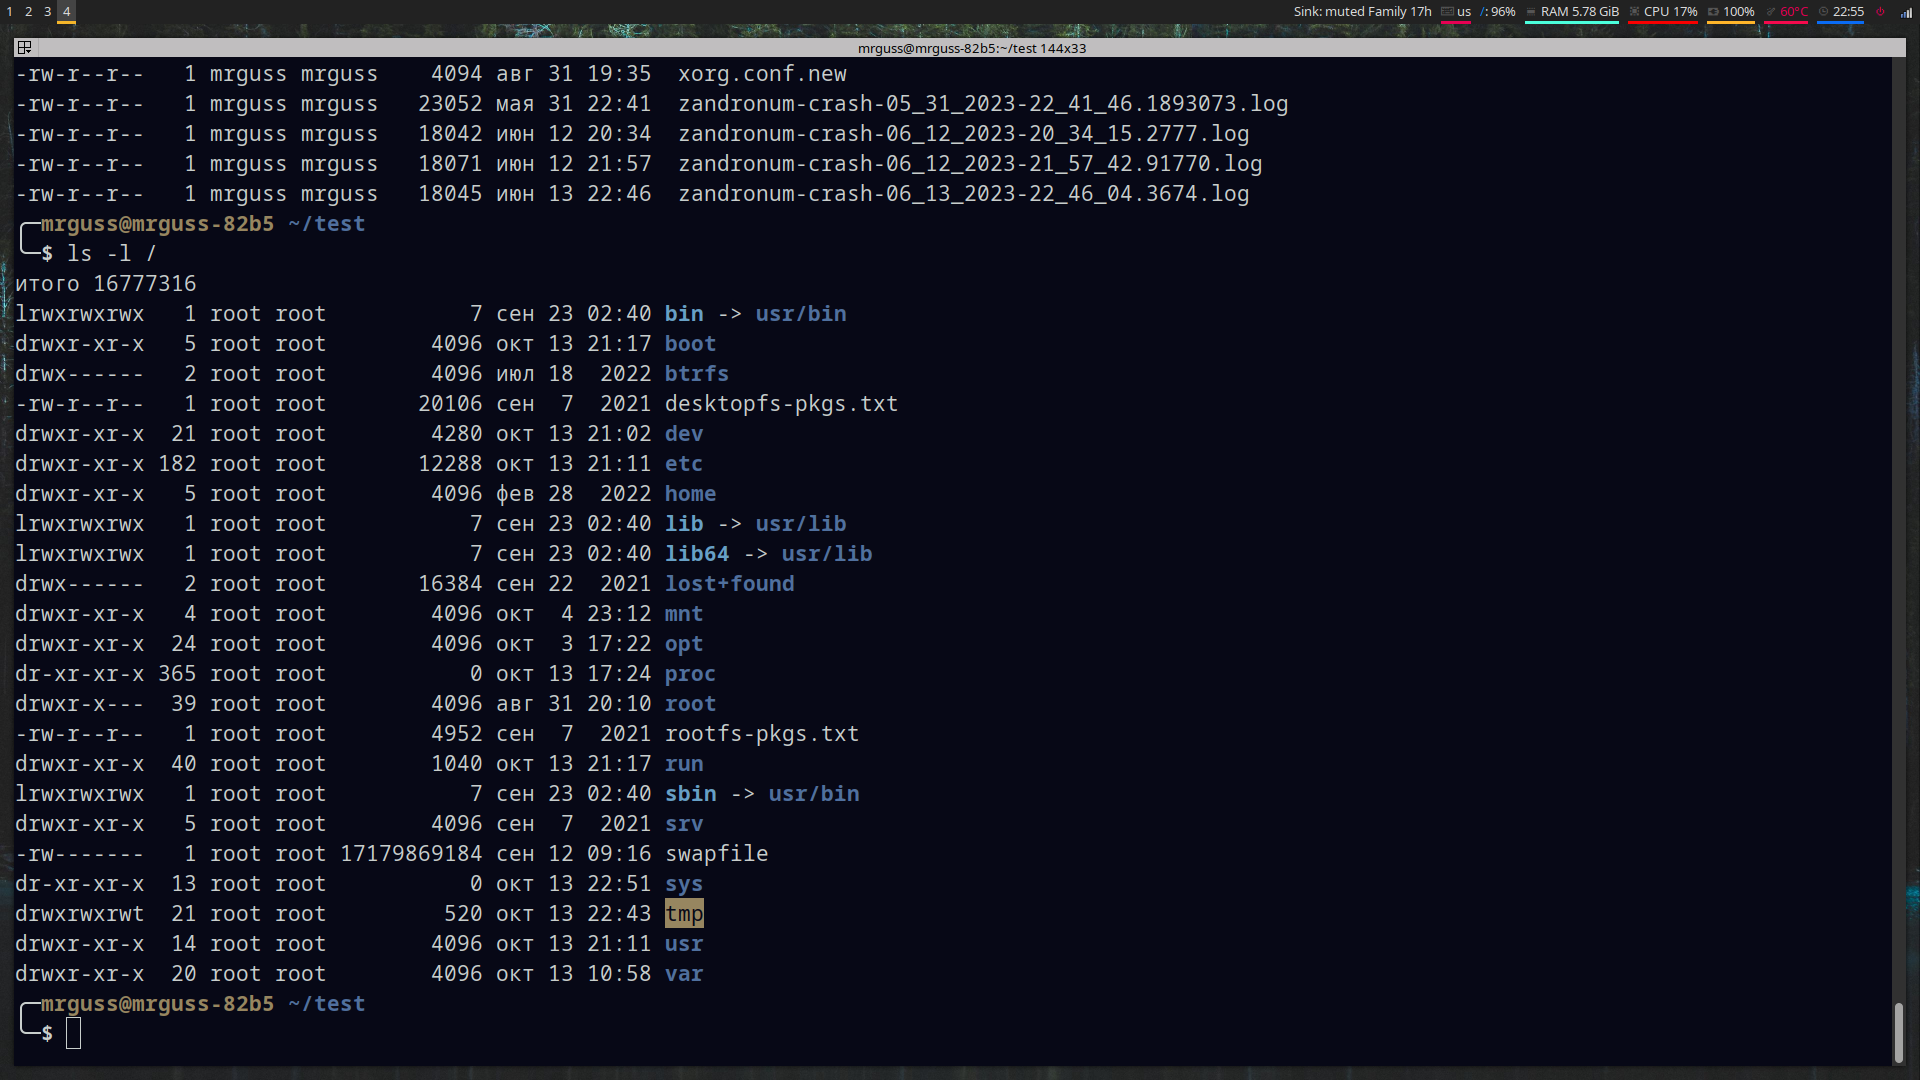 1 2 3 4 Sink: muted Family 17h us /: 96% RAM 5.78 GiB CPU 17% 100% 60°C 22:55
mrguss@mrguss-82b5:~/test 144x33
-rw-r--r-- 1 mrguss mrguss 4094 авг 31 19:35 xorg.conf.new
-rw-r--r-- 1 mrguss mrguss 23052 мая 31 22:41 zandronum-crash-05_31_2023-22_41_46.1893073.log
-rw-r--r-- 1 mrguss mrguss 18042 июн 12 20:34 zandronum-crash-06_12_2023-20_34_15.2777.log
-rw-r--r-- 1 mrguss mrguss 18071 июн 12 21:57 zandronum-crash-06_12_2023-21_57_42.91770.log
-rw-r--r-- 1 mrguss mrguss 18045 июн 13 22:46 zandronum-crash-06_13_2023-22_46_04.3674.log
mrguss@mrguss-82b5 ~/test
$ ls -l /
итого 16777316
lrwxrwxrwx 1 root root 7 сен 23 02:40 bin -> usr/bin
drwxr-xr-x 5 root root 4096 окт 13 21:17 boot
drwx------ 2 root root 4096 июл 18 2022 btrfs
-rw-r--r-- 1 root root 20106 сен 7 2021 desktopfs-pkgs.txt
drwxr-xr-x 21 root root 4280 окт 13 21:02 dev
drwxr-xr-x 182 root root 12288 окт 13 21:11 etc
drwxr-xr-x 5 root root 4096 фев 28 2022 home
lrwxrwxrwx 1 root root 7 сен 23 02:40 lib -> usr/lib
lrwxrwxrwx 1 root root 7 сен 23 02:40 lib64 -> usr/lib
drwx------ 2 root root 16384 сен 22 2021 lost+found
drwxr-xr-x 4 root root 4096 окт 4 23:12 mnt
drwxr-xr-x 24 root root 4096 окт 3 17:22 opt
dr-xr-xr-x 365 root root 0 окт 13 17:24 proc
drwxr-x--- 39 root root 4096 авг 31 20:10 root
-rw-r--r-- 1 root root 4952 сен 7 2021 rootfs-pkgs.txt
drwxr-xr-x 40 root root 1040 окт 13 21:17 run
lrwxrwxrwx 1 root root 7 сен 23 02:40 sbin -> usr/bin
drwxr-xr-x 5 root root 4096 сен 7 2021 srv
-rw------- 1 root root 17179869184 сен 12 09:16 swapfile
dr-xr-xr-x 13 root root 0 окт 13 22:51 sys
drwxrwxrwt 21 root root 520 окт 13 22:43 tmp
drwxr-xr-x 14 root root 4096 окт 13 21:11 usr
drwxr-xr-x 20 root root 4096 окт 13 10:58 var
mrguss@mrguss-82b5 ~/test
$